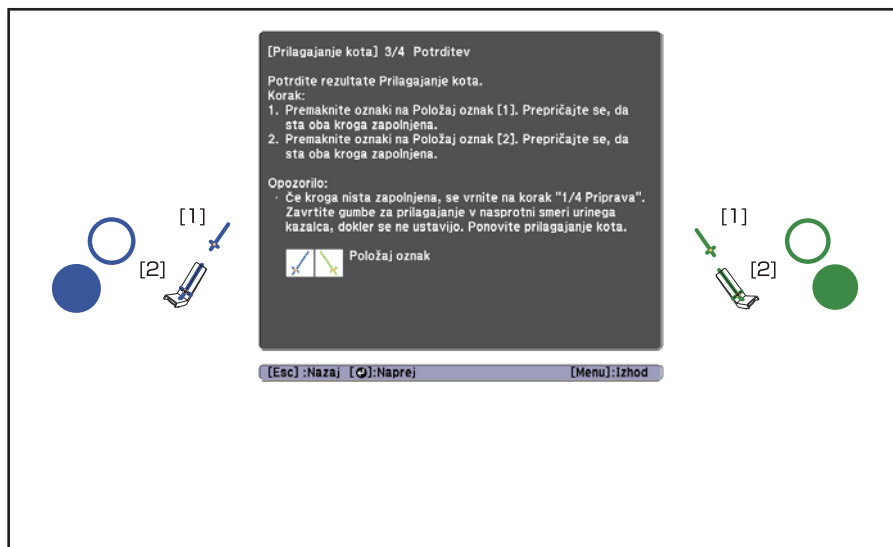 [Prilagajanje kota] 3/4 Potrditev
Potrdite rezultate Prilagajanje kota.
Korak:
1. Premaknite oznaki na Položaj oznak [1]. Prepričajte se, da
sta oba kroga zapolnjena.
2. Premaknite oznaki na Položaj oznak [2]. Prepričajte se, da
sta oba kroga zapolnjena.
Opozorilo:
· Če kroga nista zapolnjena, se vrnite na korak "1/4 Priprava".
Zavrtite gumbe za prilagajanje v nasprotni smeri urinega
kazalca, dokler se ne ustavijo. Ponovite prilagajanje kota.
Položaj oznak
[1]
[2]
[1]
[2]
[Esc] :Nazaj [⏎]:Naprej [Menu]:Izhod